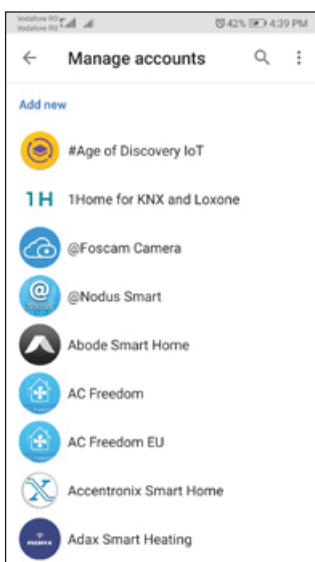 Vodafone RO
Vodafone RO
42% 4:39 PM
Manage accounts
Add new
#Age of Discovery IoT
1H 1Home for KNX and Loxone
@Foscam Camera
@ @Nodus Smart
Abode Smart Home
AC Freedom
AC Freedom EU
Accentronix Smart Home
Adax Smart Heating